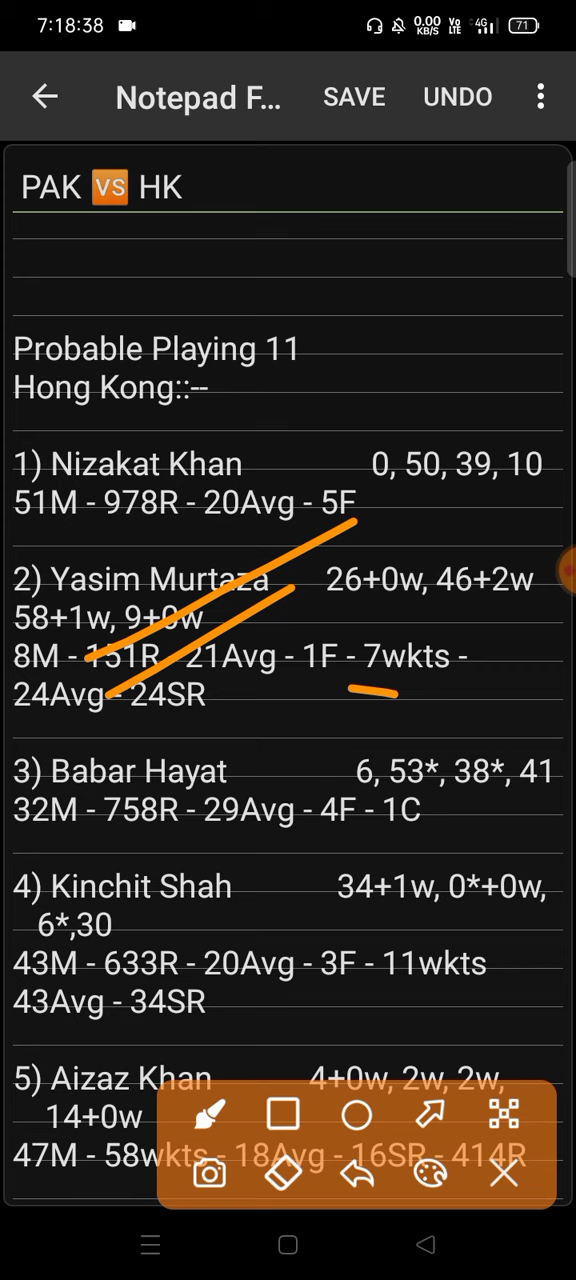 7:18:38
0.00 KB/S Vo LTE 4G 71
Notepad F... SAVE UNDO
PAK VS HK
Probable Playing 11
Hong Kong::--
1) Nizakat Khan 0, 50, 39, 10
51M - 978R - 20Avg - 5F
2) Yasim Murtaza 26+0w, 46+2w
58+1w, 9+0w
8M - 151R - 21Avg - 1F - 7wkts -
24Avg - 24SR
3) Babar Hayat 6, 53*, 38*, 41
32M - 758R - 29Avg - 4F - 1C
4) Kinchit Shah 34+1w, 0*+0w,
6*,30
43M - 633R - 20Avg - 3F - 11wkts
43Avg - 34SR
5) Aizaz Khan 4+0w, 2w, 2w,
14+0w
47M - 58wkts - 18Avg - 16SR - 414R